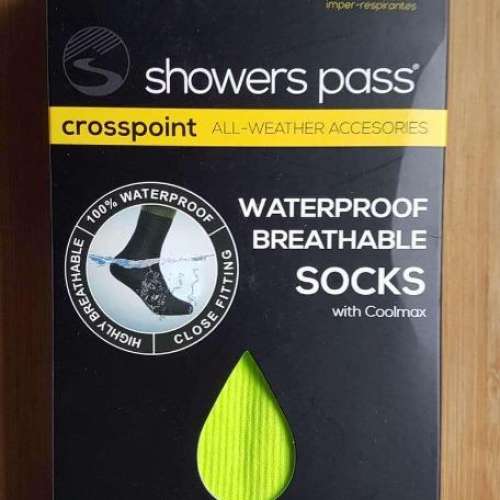 imper-respirantes
showers pass®
crosspoint ALL-WEATHER ACCESORIES
100% WATERPROOF
HIGHLY BREATHABLE
CLOSE FITTING
WATERPROOF
BREATHABLE
SOCKS
with Coolmax